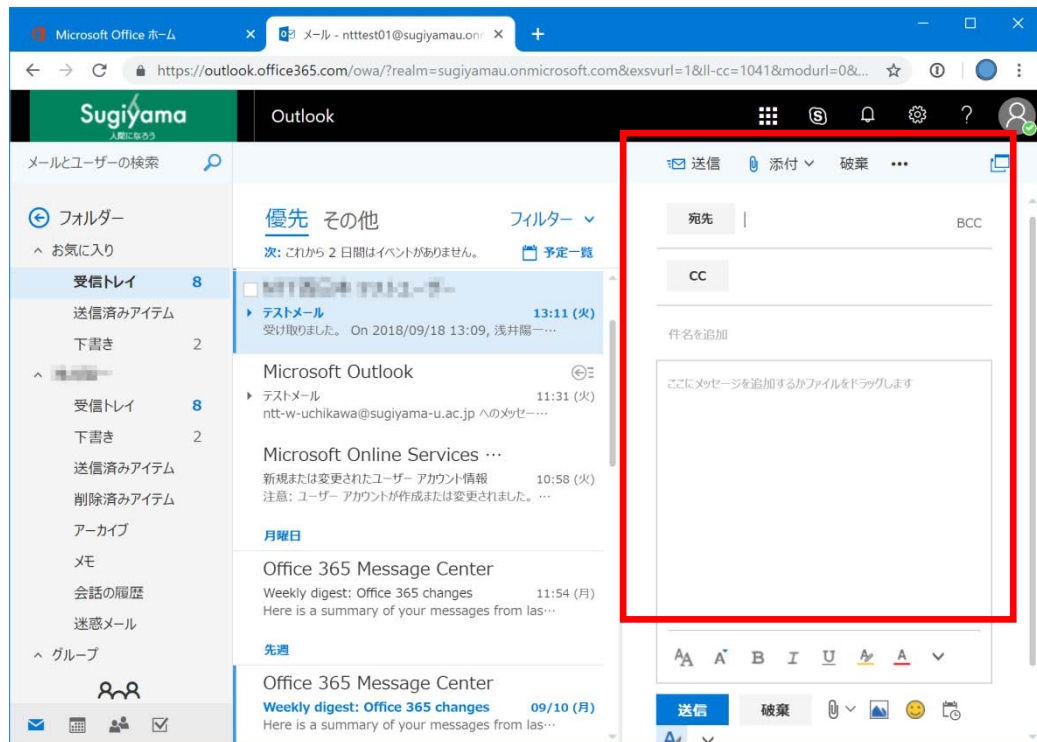 Microsoft Office ホーム
メール - ntttest01@sugiyamau.on
https://outlook.office365.com/owa/?realm=sugiyamau.onmicrosoft.com&exsvurl=1&ll-cc=1041&modurl=0&...
Sugiyama
人間になろう
Outlook
メールとユーザーの検索
送信
添付
破棄
•••
フォルダー
お気に入り
受信トレイ 8
送信済みアイテム
下書き 2
受信トレイ 8
下書き 2
送信済みアイテム
削除済みアイテム
アーカイブ
メモ
会話の履歴
迷惑メール
グループ
優先 その他 フィルター
次: これから 2 日間はイベントがありません。 予定一覧
テストメール 13:11 (火)
受け取りました。 On 2018/09/18 13:09, 浅井陽一…
Microsoft Outlook
テストメール 11:31 (火)
ntt-w-uchikawa@sugiyama-u.ac.jp へのメッセー…
Microsoft Online Services …
新規または変更されたユーザー アカウント情報 10:58 (火)
注意: ユーザー アカウントが作成または変更されました。 …
月曜日
Office 365 Message Center
Weekly digest: Office 365 changes 11:54 (月)
Here is a summary of your messages from las…
先週
Office 365 Message Center
Weekly digest: Office 365 changes 09/10 (月)
Here is a summary of your messages from las…
宛先 BCC
CC
件名を追加
ここにメッセージを追加するかファイルをドラッグします
AA A B I U A A
送信 破棄